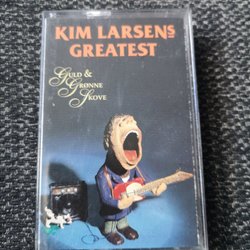 KIM LARSENs
GREATEST
GULD &
GRØNNE
SKOVE